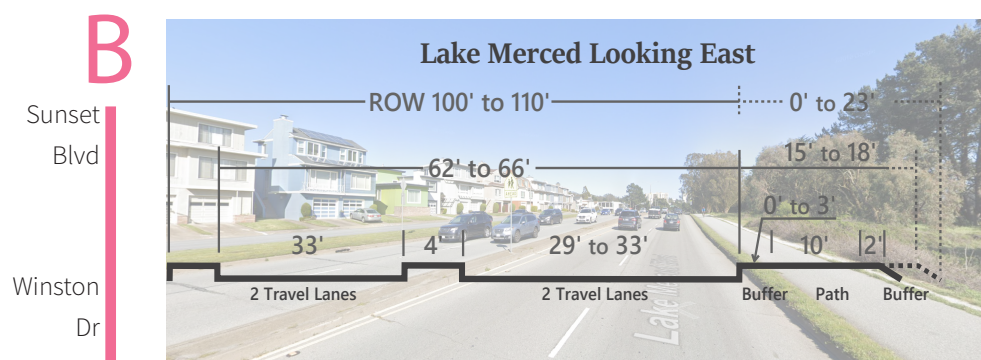 B
Sunset
Blvd
Winston
Dr
Lake Merced Looking East
ROW 100' to 110'
0' to 23'
62' to 66'
15' to 18'
0' to 3'
33'
4'
29' to 33'
10'
2'
2 Travel Lanes
2 Travel Lanes
Buffer
Path
Buffer
Lake Merced